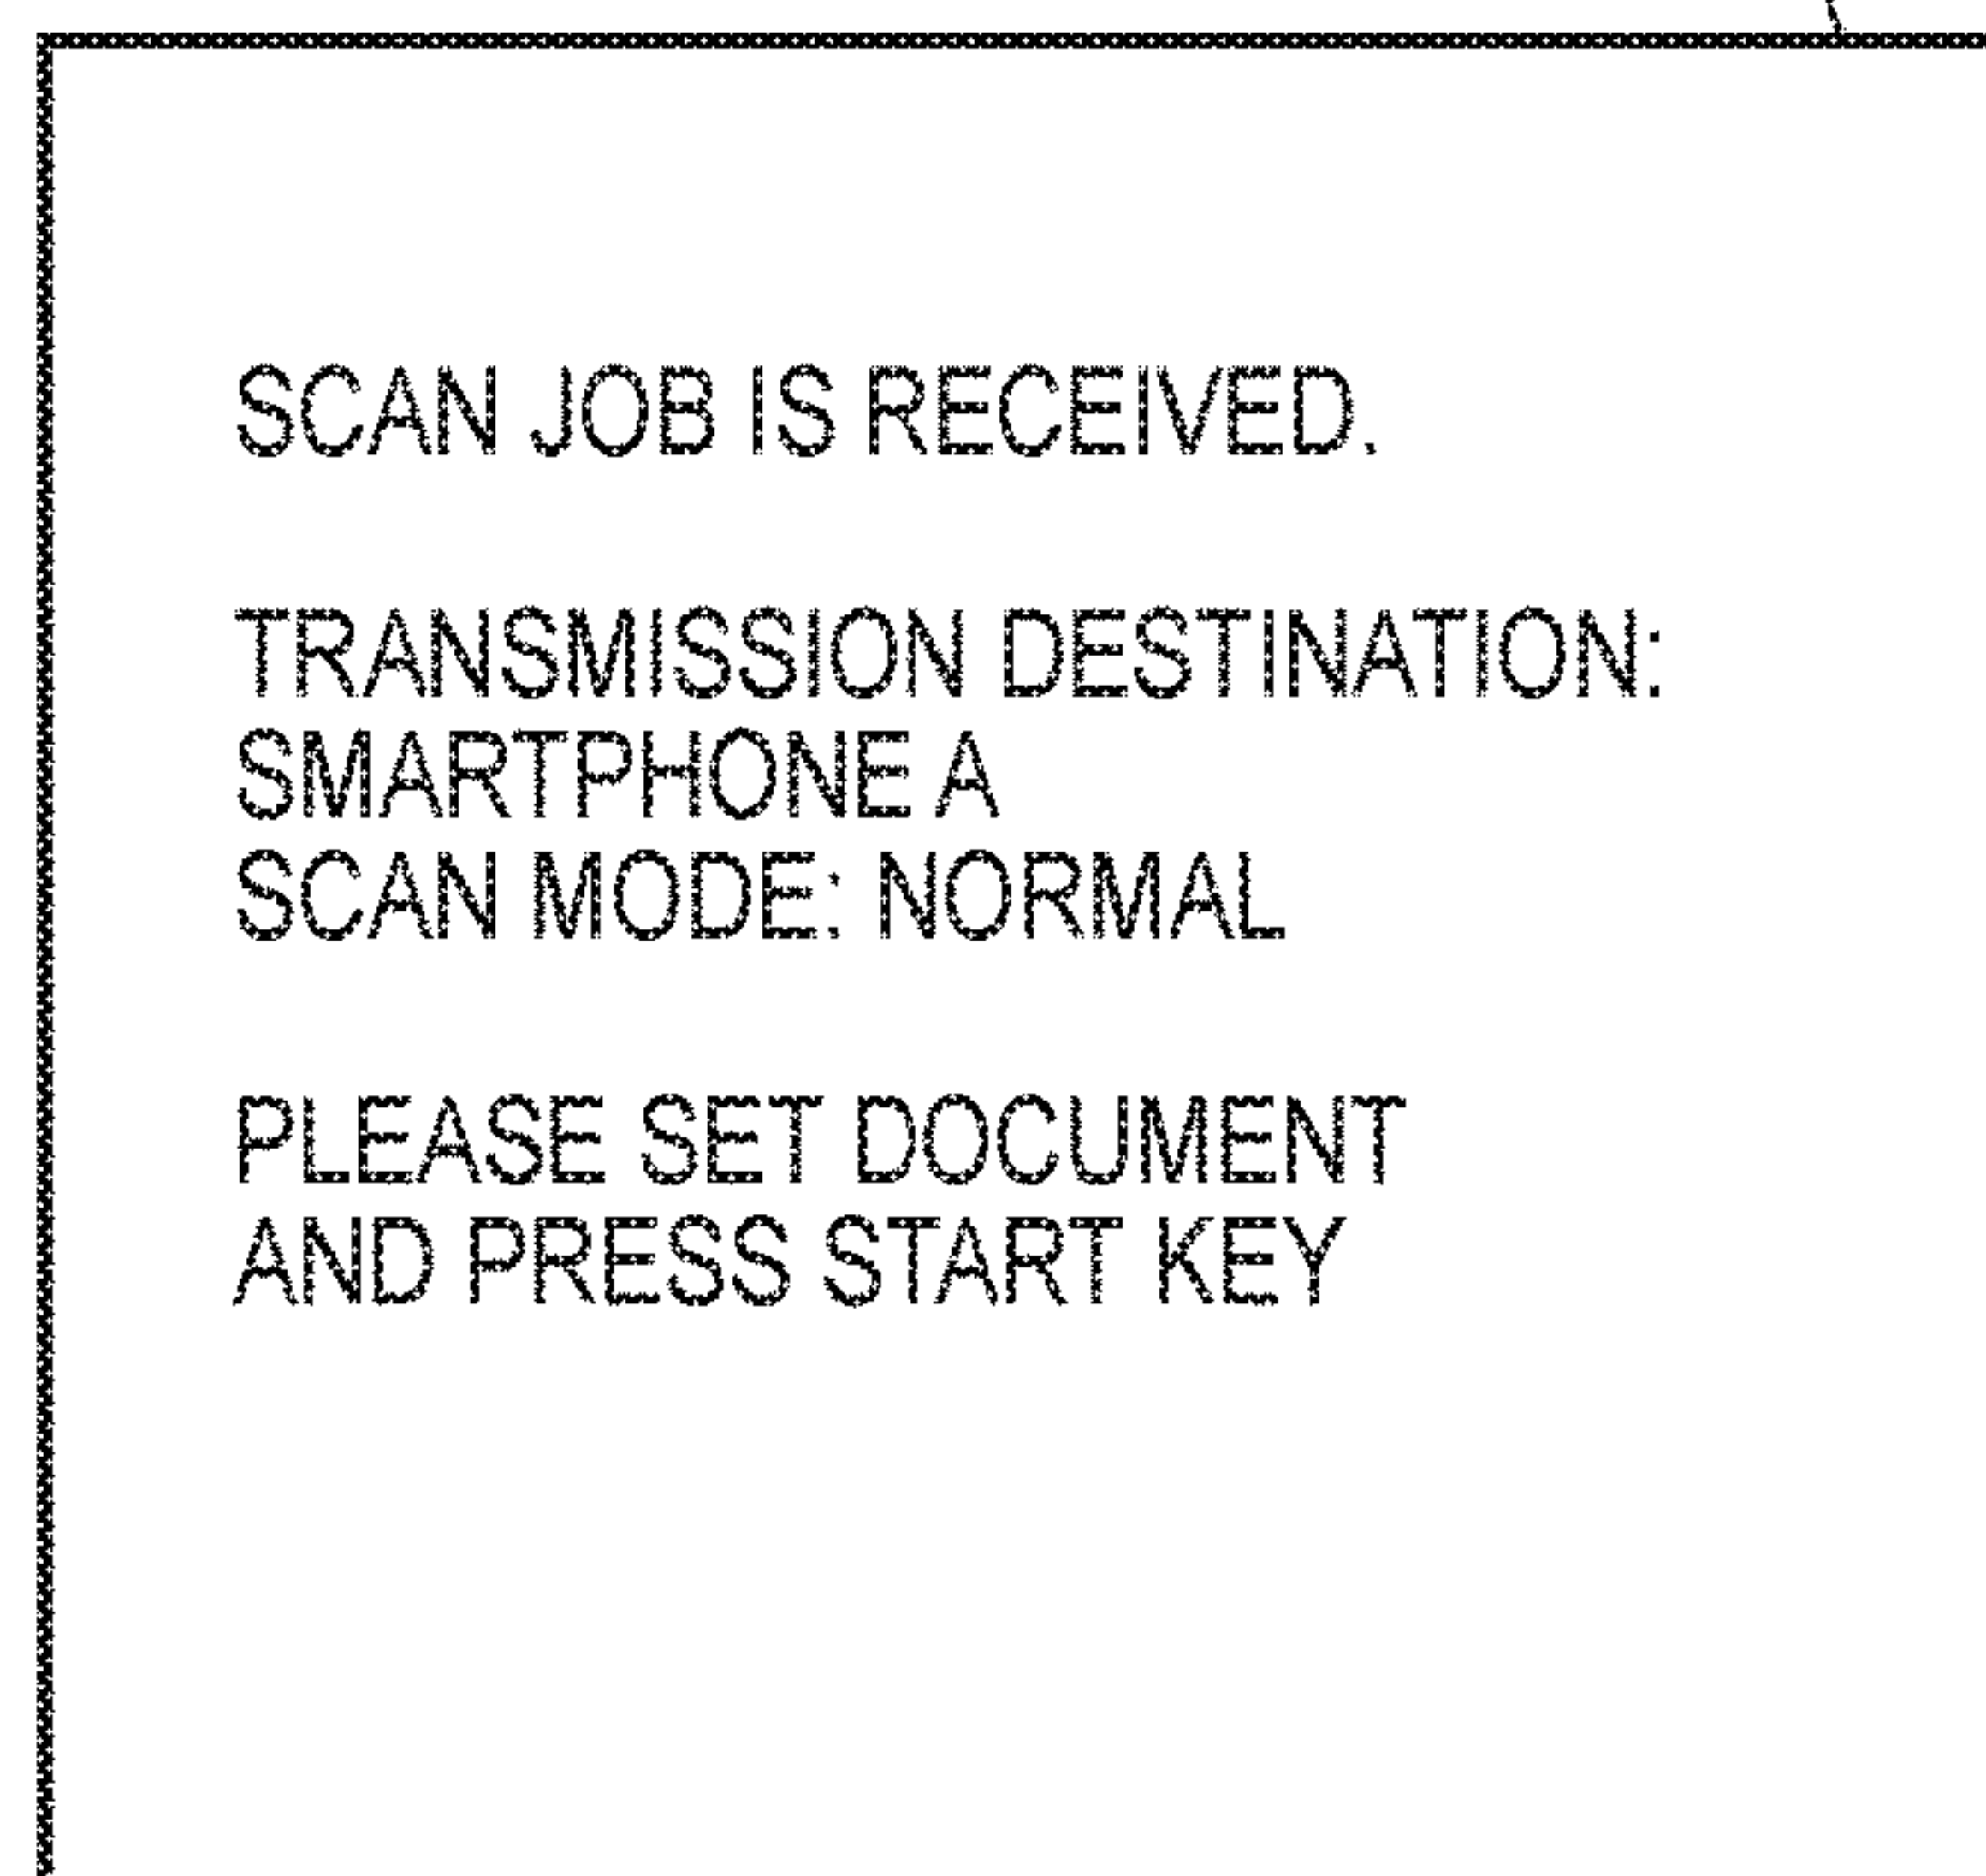 SCAN JOB IS RECEIVED.
TRANSMISSION DESTINATION:
SMARTPHONE A
SCAN MODE: NORMAL
PLEASE SET DOCUMENT
AND PRESS START KEY